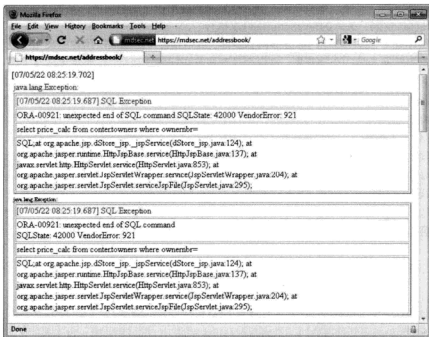 Mozilla Firefox
File Edit View History Bookmarks Tools Help
mdsec.net https://mdsec.net/addressbook/ Google
https://mdsec.net/addressbook/
[07/05/22 08:25:19.702]
java.lang.Exception:
[07/05/22 08:25:19.687] SQL Exception
ORA-00921: unexpected end of SQL command SQLState: 42000 VendorError: 921
select price_calc from contertowners where ownernbr=
SQL;at org.apache.jsp.dStore_jsp._jspService(dStore_jsp.java:124); at
org.apache.jasper.runtime.HttpJspBase.service(HttpJspBase.java:137); at
javax.servlet.http.HttpServlet.service(HttpServlet.java:853); at
org.apache.jasper.servlet.JspServletWrapper.service(JspServletWrapper.java:204); at
org.apache.jasper.servlet.JspServlet.serviceJspFile(JspServlet.java:295);
java.lang.Exception:
[07/05/22 08:25:19.687] SQL Exception
ORA-00921: unexpected end of SQL command
SQLState: 42000 VendorError: 921
select price_calc from contertowners where ownernbr=
SQL;at org.apache.jsp.dStore_jsp._jspService(dStore_jsp.java:124); at
org.apache.jasper.runtime.HttpJspBase.service(HttpJspBase.java:137); at
javax.servlet.http.HttpServlet.service(HttpServlet.java:853); at
org.apache.jasper.servlet.JspServletWrapper.service(JspServletWrapper.java:204); at
org.apache.jasper.servlet.JspServlet.serviceJspFile(JspServlet.java:295);
Done